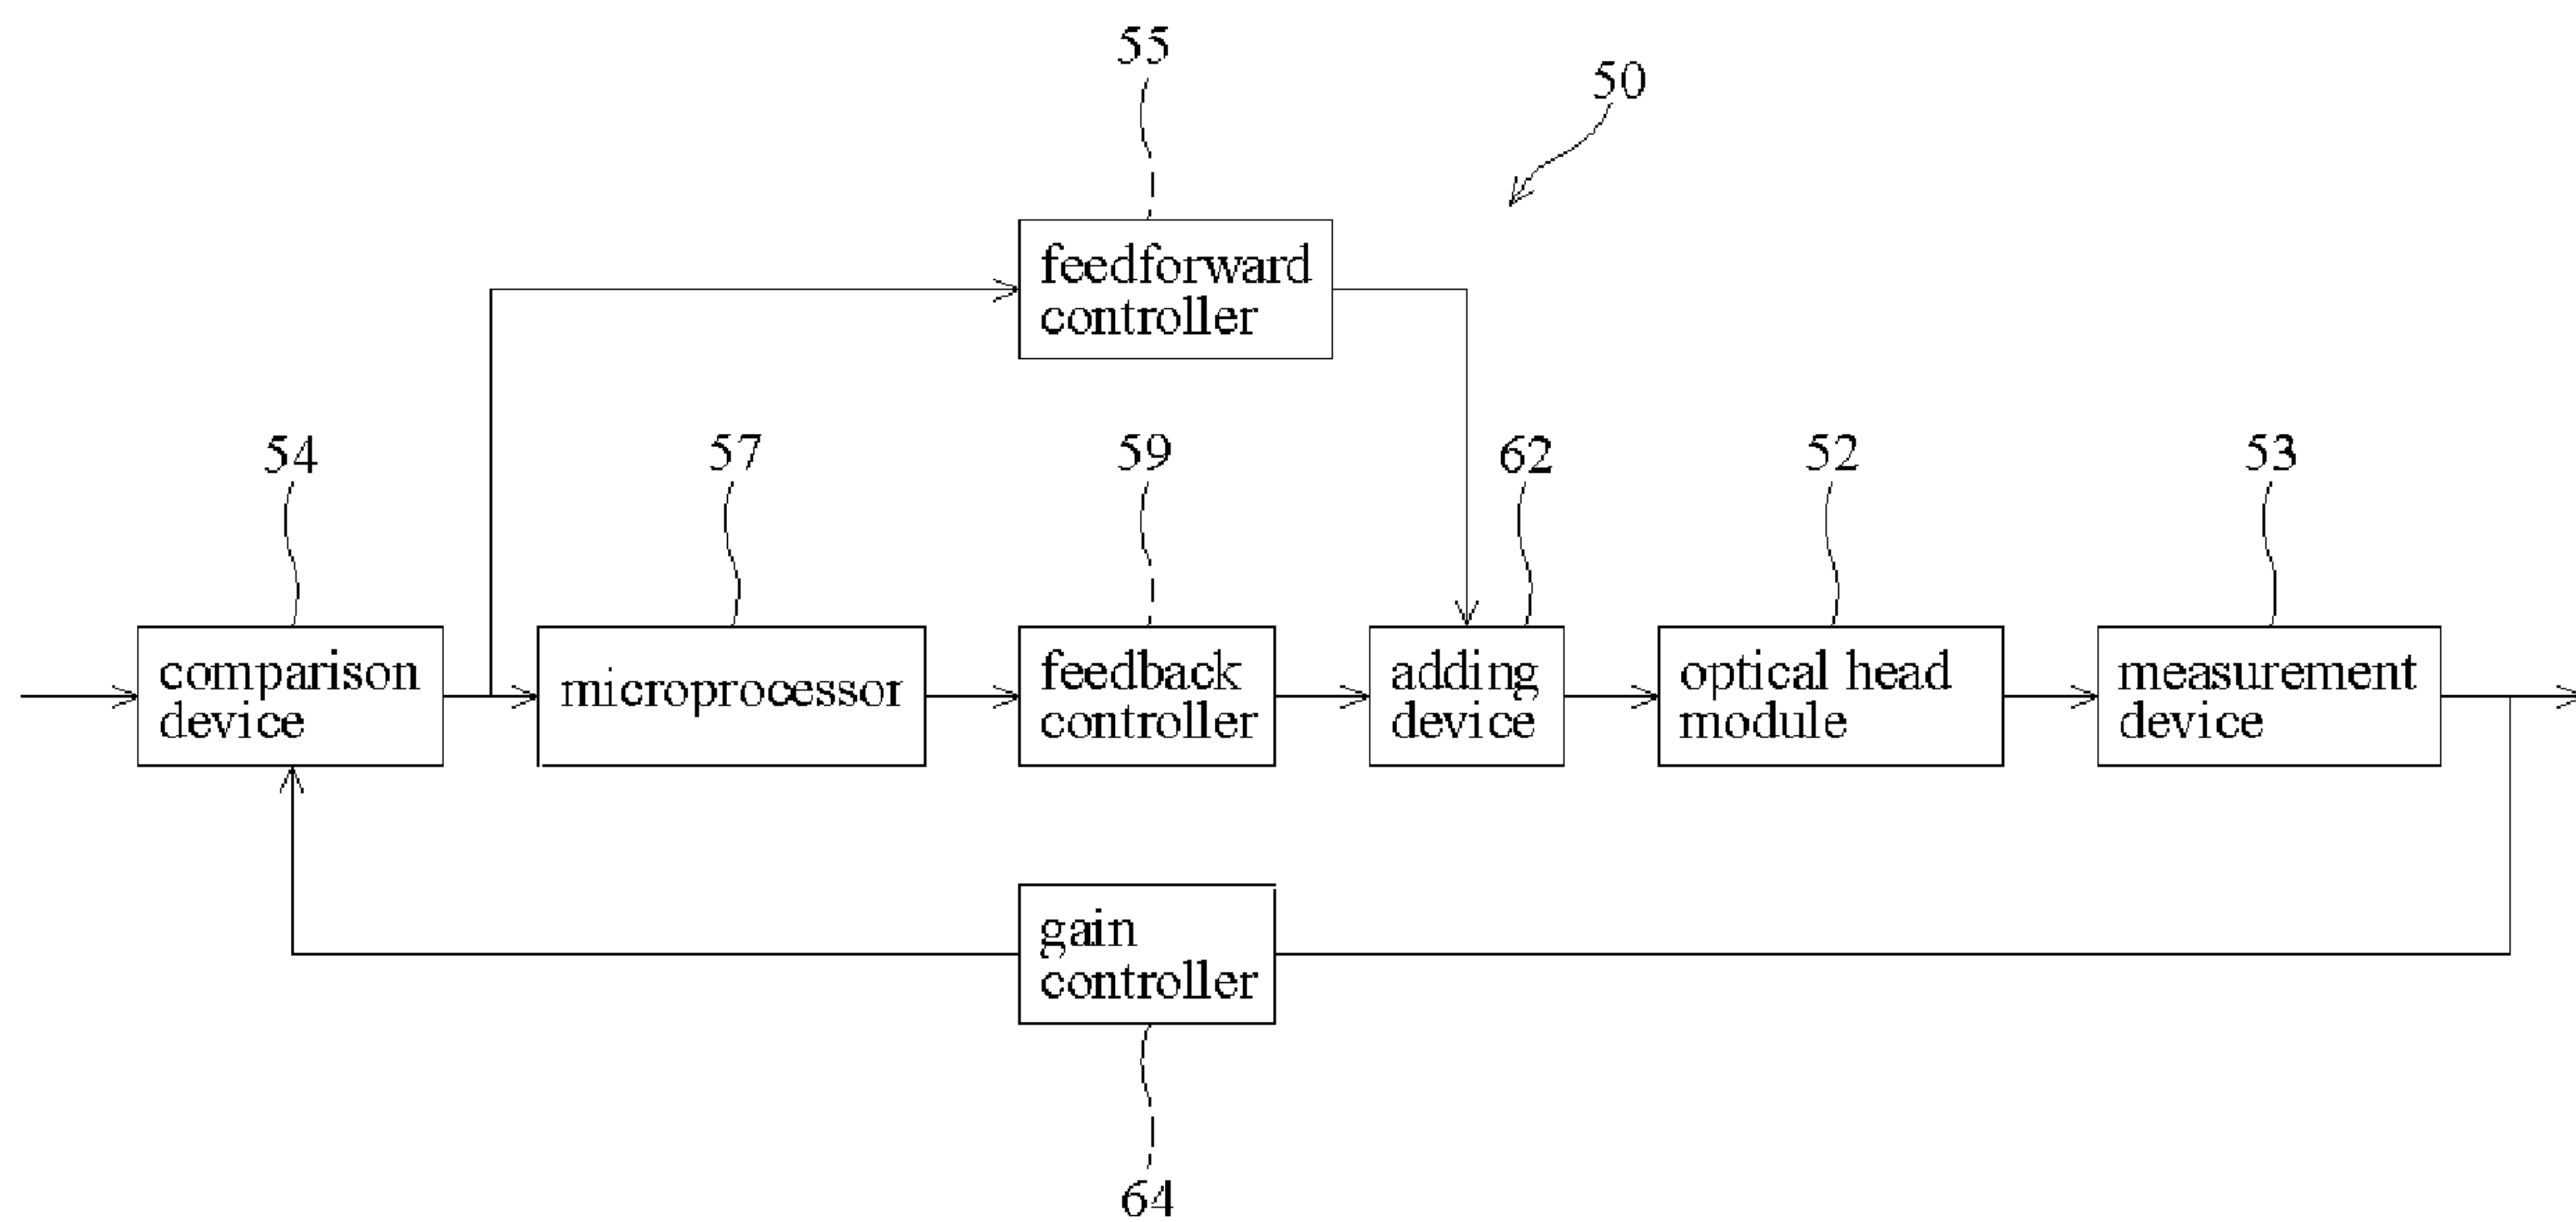 55
50
feedforward
controller
54
57
59
62
52
53
comparison
device
microprocessor
feedback
controller
adding
device
optical head
module
measurement
device
gain
controller
64